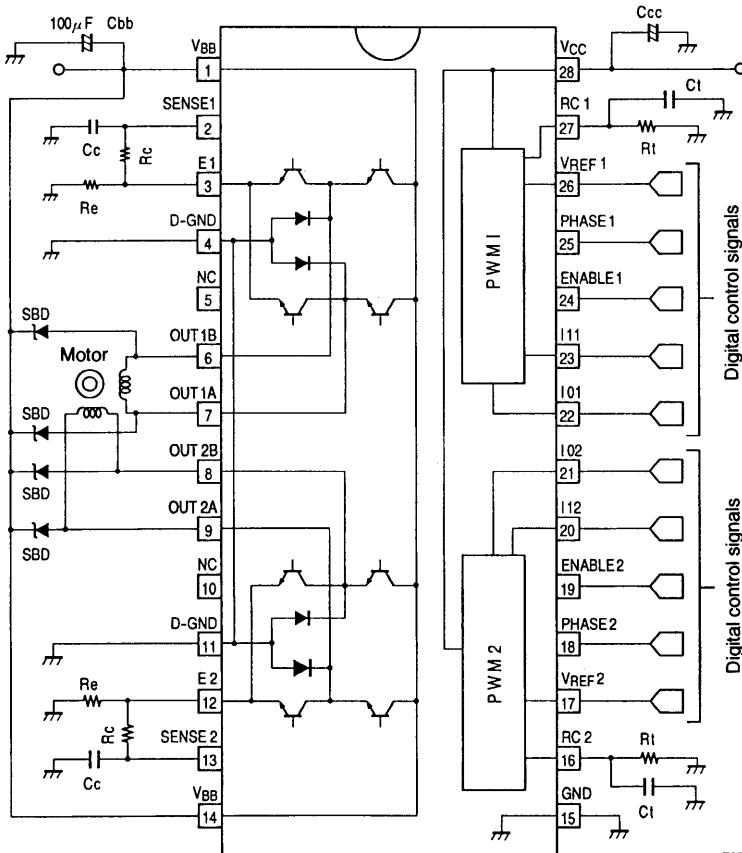 100μF Cbb
VBB
1
SENSE1
2
Cc
Rc
E1
3
Re
D-GND
4
NC
5
SBD
OUT1B
6
Motor
OUT1A
7
SBD
OUT2B
8
SBD
OUT2A
9
SBD
NC
10
D-GND
11
E2
12
Re
Rc
SENSE2
13
Cc
VBB
14
PWM1
PWM2
Ccc
VCC
28
RC1
27
Ct
Rt
VREF1
26
PHASE1
25
ENABLE1
24
I11
23
I01
22
Digital control signals
I02
21
I12
20
ENABLE2
19
PHASE2
18
VREF2
17
Digital control signals
RC2
16
Rt
Ct
GND
15